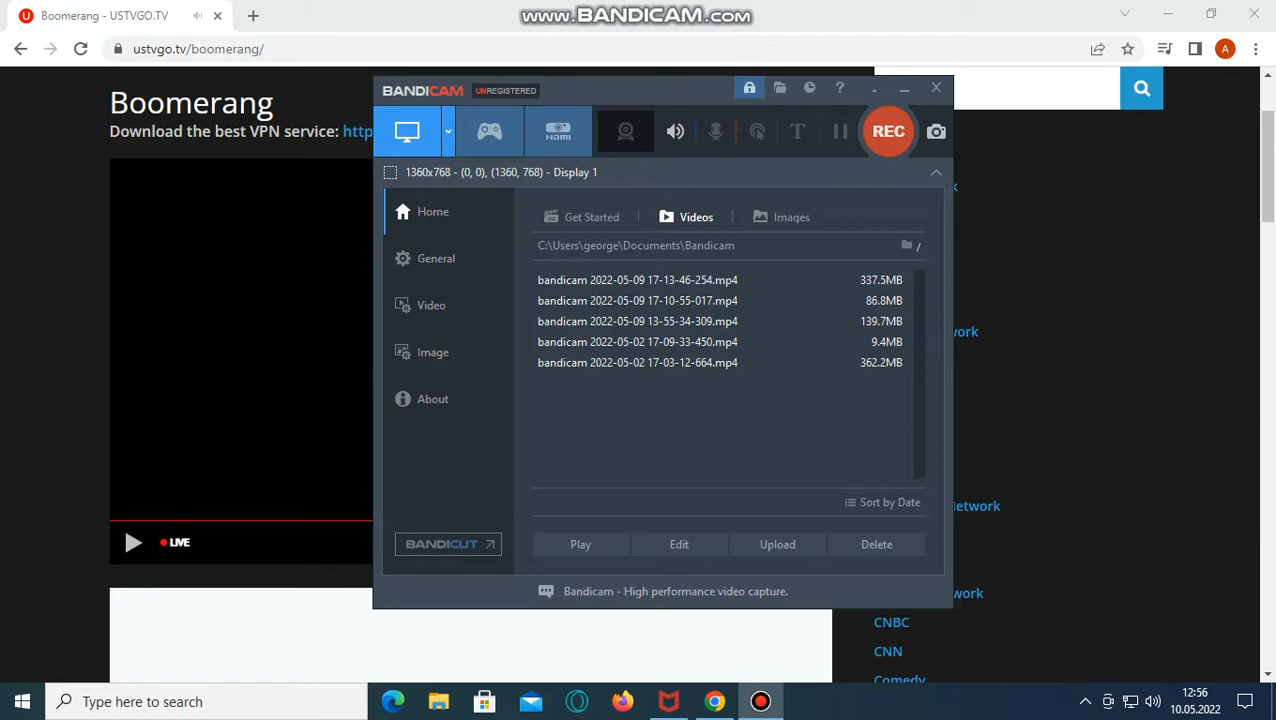 Boomerang - USTVGO.TV
www.BANDICAM.com
ustvgo.tv/boomerang/
A
Boomerang
Download the best VPN service: http
BANDICAM UNREGISTERED
HDMI
T
REC
1360x768 - (0, 0), (1360, 768) - Display 1
Home
General
Video
Image
About
BANDICUT
Get Started
Videos
Images
C:\Users\george\Documents\Bandicam
/
bandicam 2022-05-09 17-13-46-254.mp4 337.5MB
bandicam 2022-05-09 17-10-55-017.mp4 86.8MB
bandicam 2022-05-09 13-55-34-309.mp4 139.7MB
bandicam 2022-05-02 17-09-33-450.mp4 9.4MB
bandicam 2022-05-02 17-03-12-664.mp4 362.2MB
Sort by Date
Play Edit Upload Delete
Bandicam - High performance video capture.
LIVE
k
work
etwork
work
CNBC
CNN
Comedy
Type here to search
12:56
10.05.2022